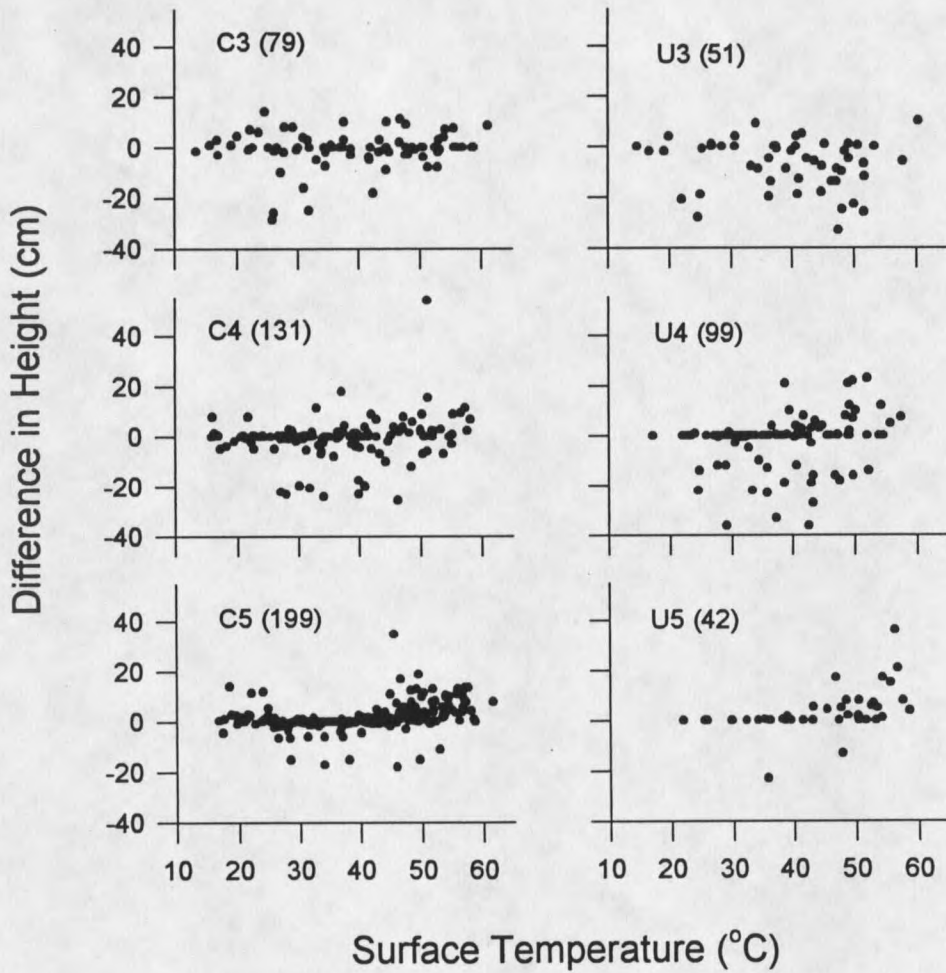 Difference in Height (cm)
C3 (79)
40
20
0
-20
-40
U3 (51)
C4 (131)
40
20
0
-20
-40
U4 (99)
C5 (199)
40
20
0
-20
-40
10 20 30 40 50 60
U5 (42)
10 20 30 40 50 60
Surface Temperature (°C)